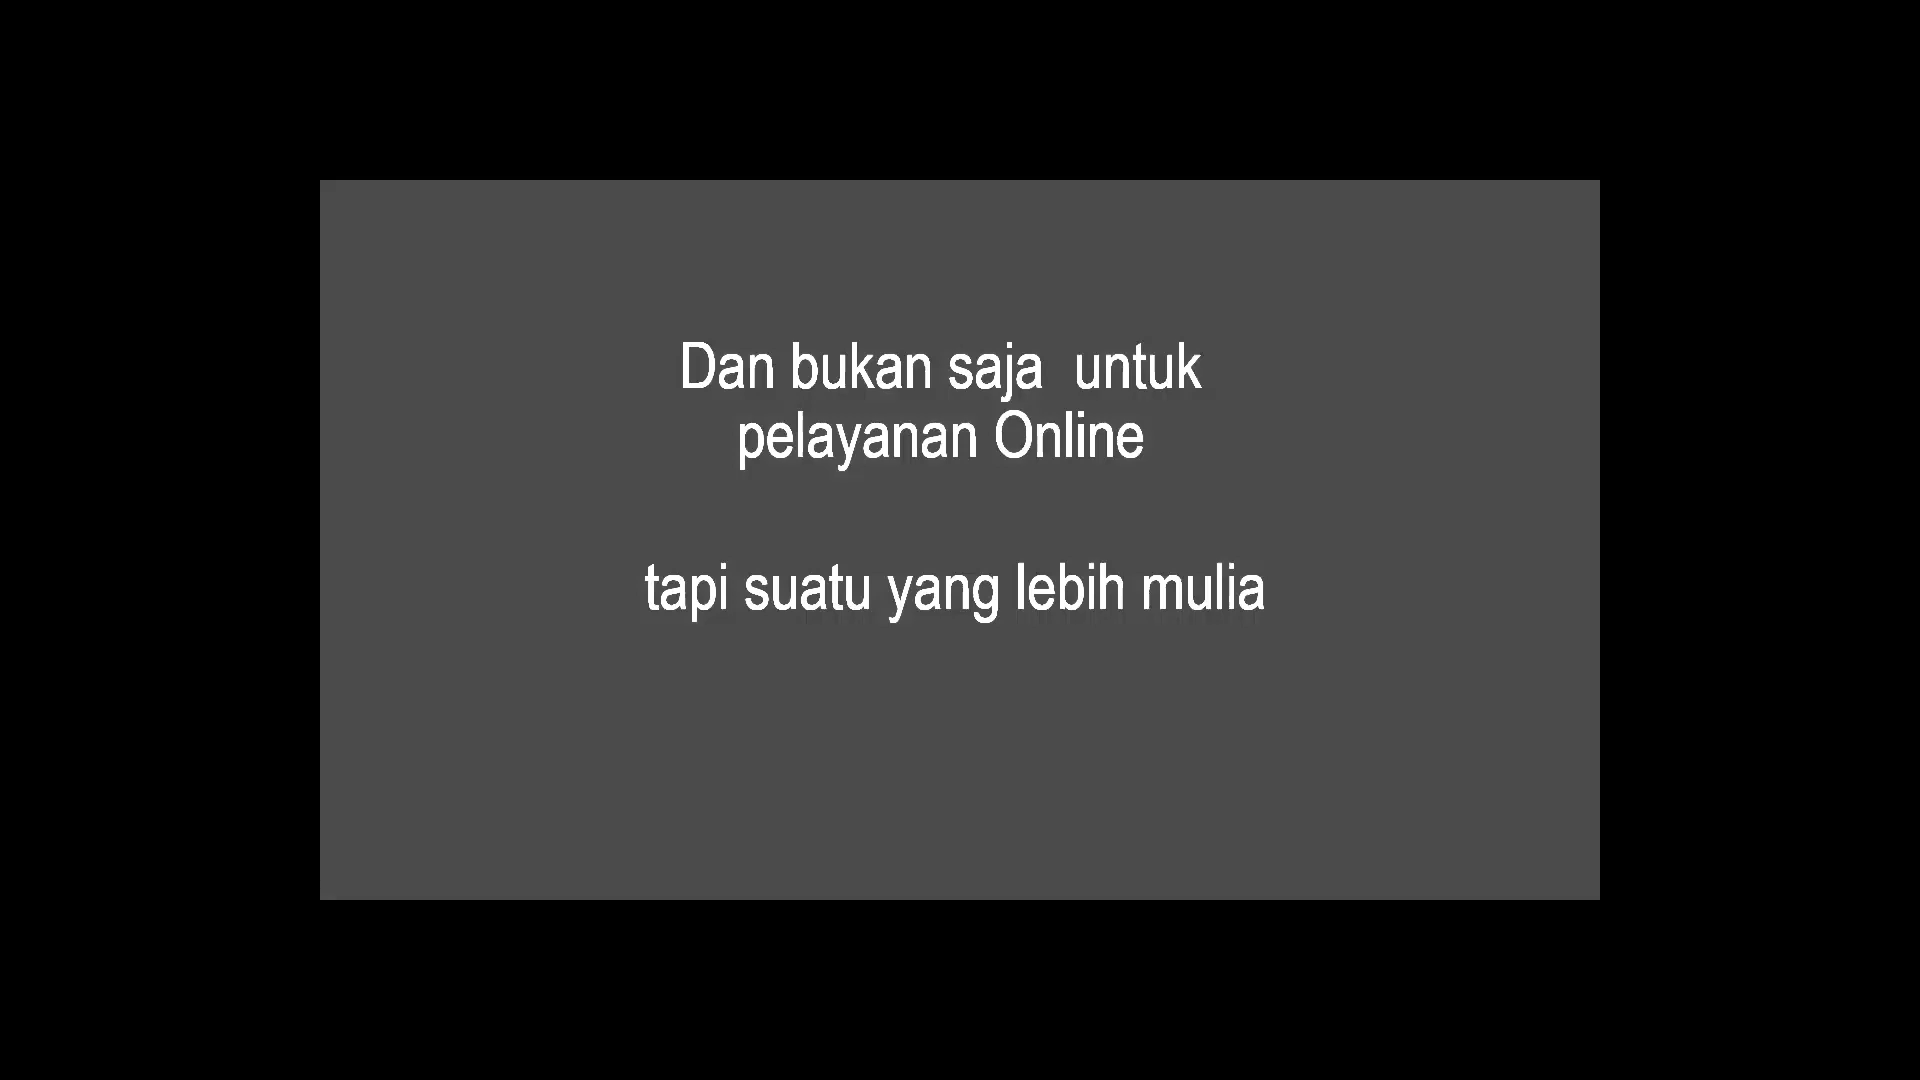 Dan bukan saja  untuk
pelayanan Online
tapi suatu yang lebih mulia